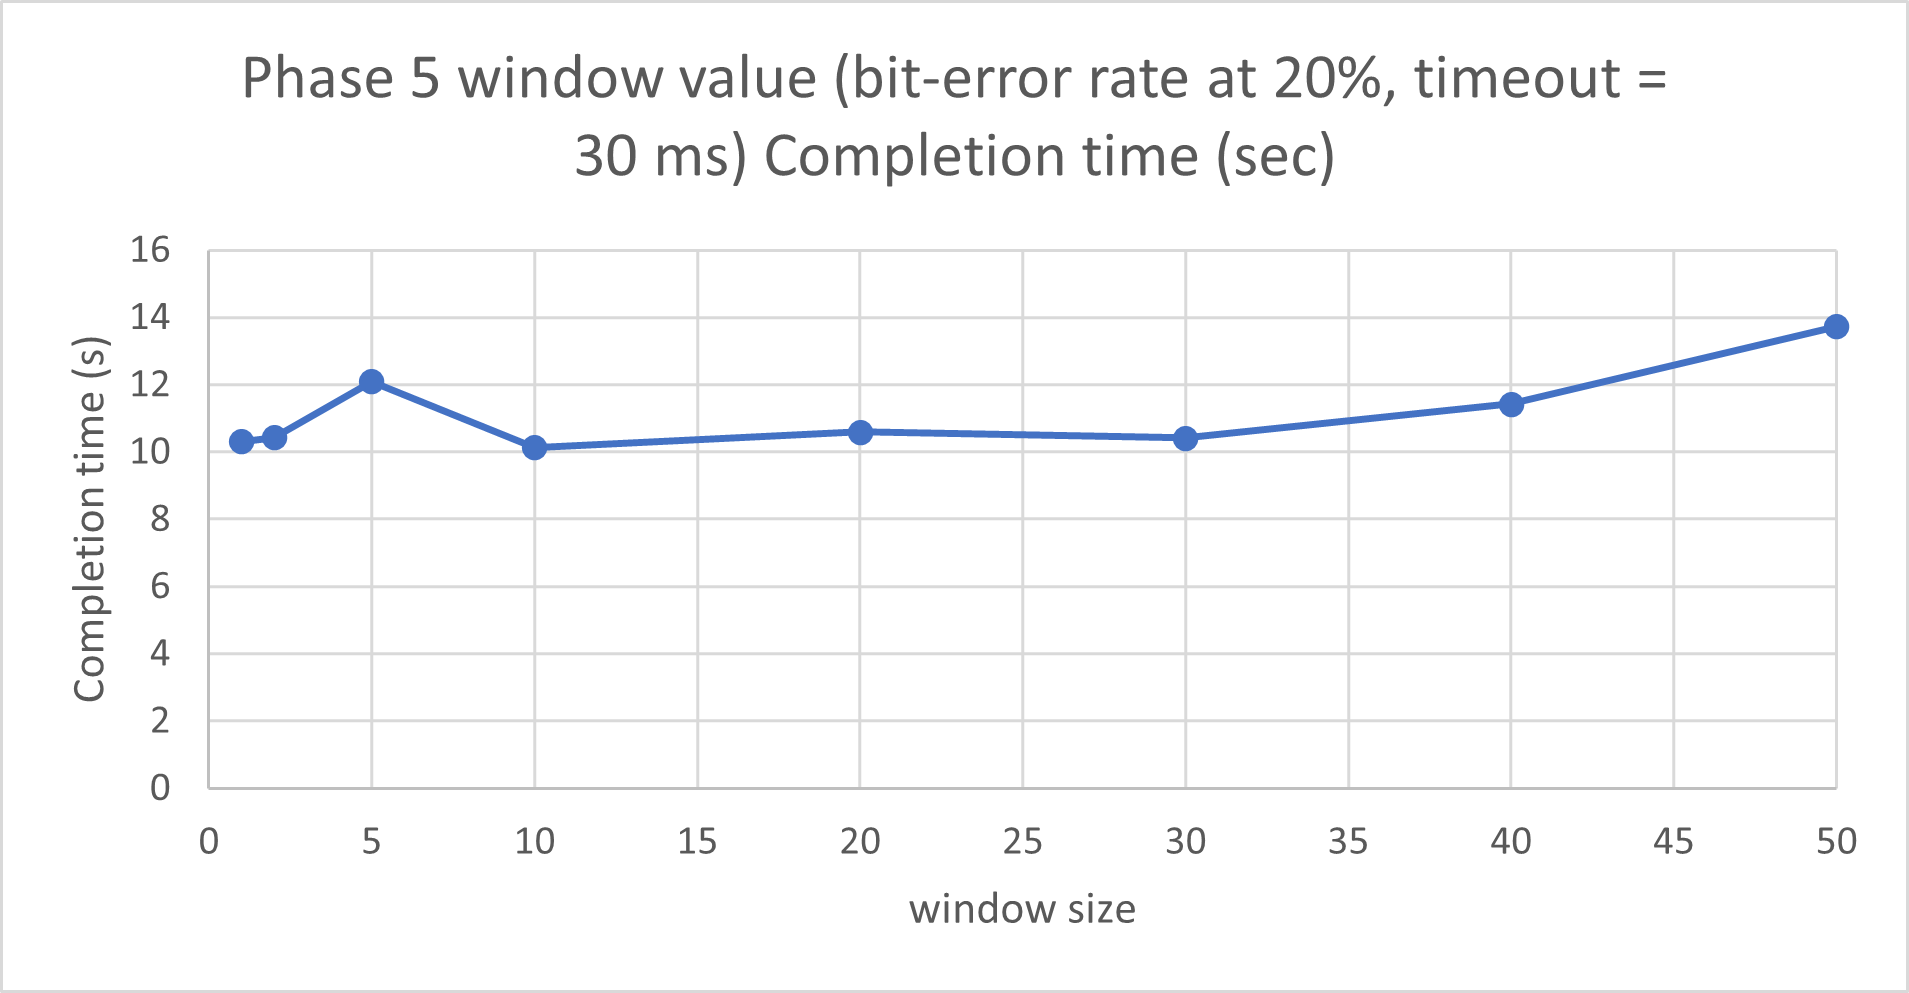 Phase 5 window value (bit-error rate at 20%, timeout =
30 ms) Completion time (sec)
Completion time (s)
16
14
12
10
8
6
4
2
0
0 5 10 15 20 25 30 35 40 45 50
window size